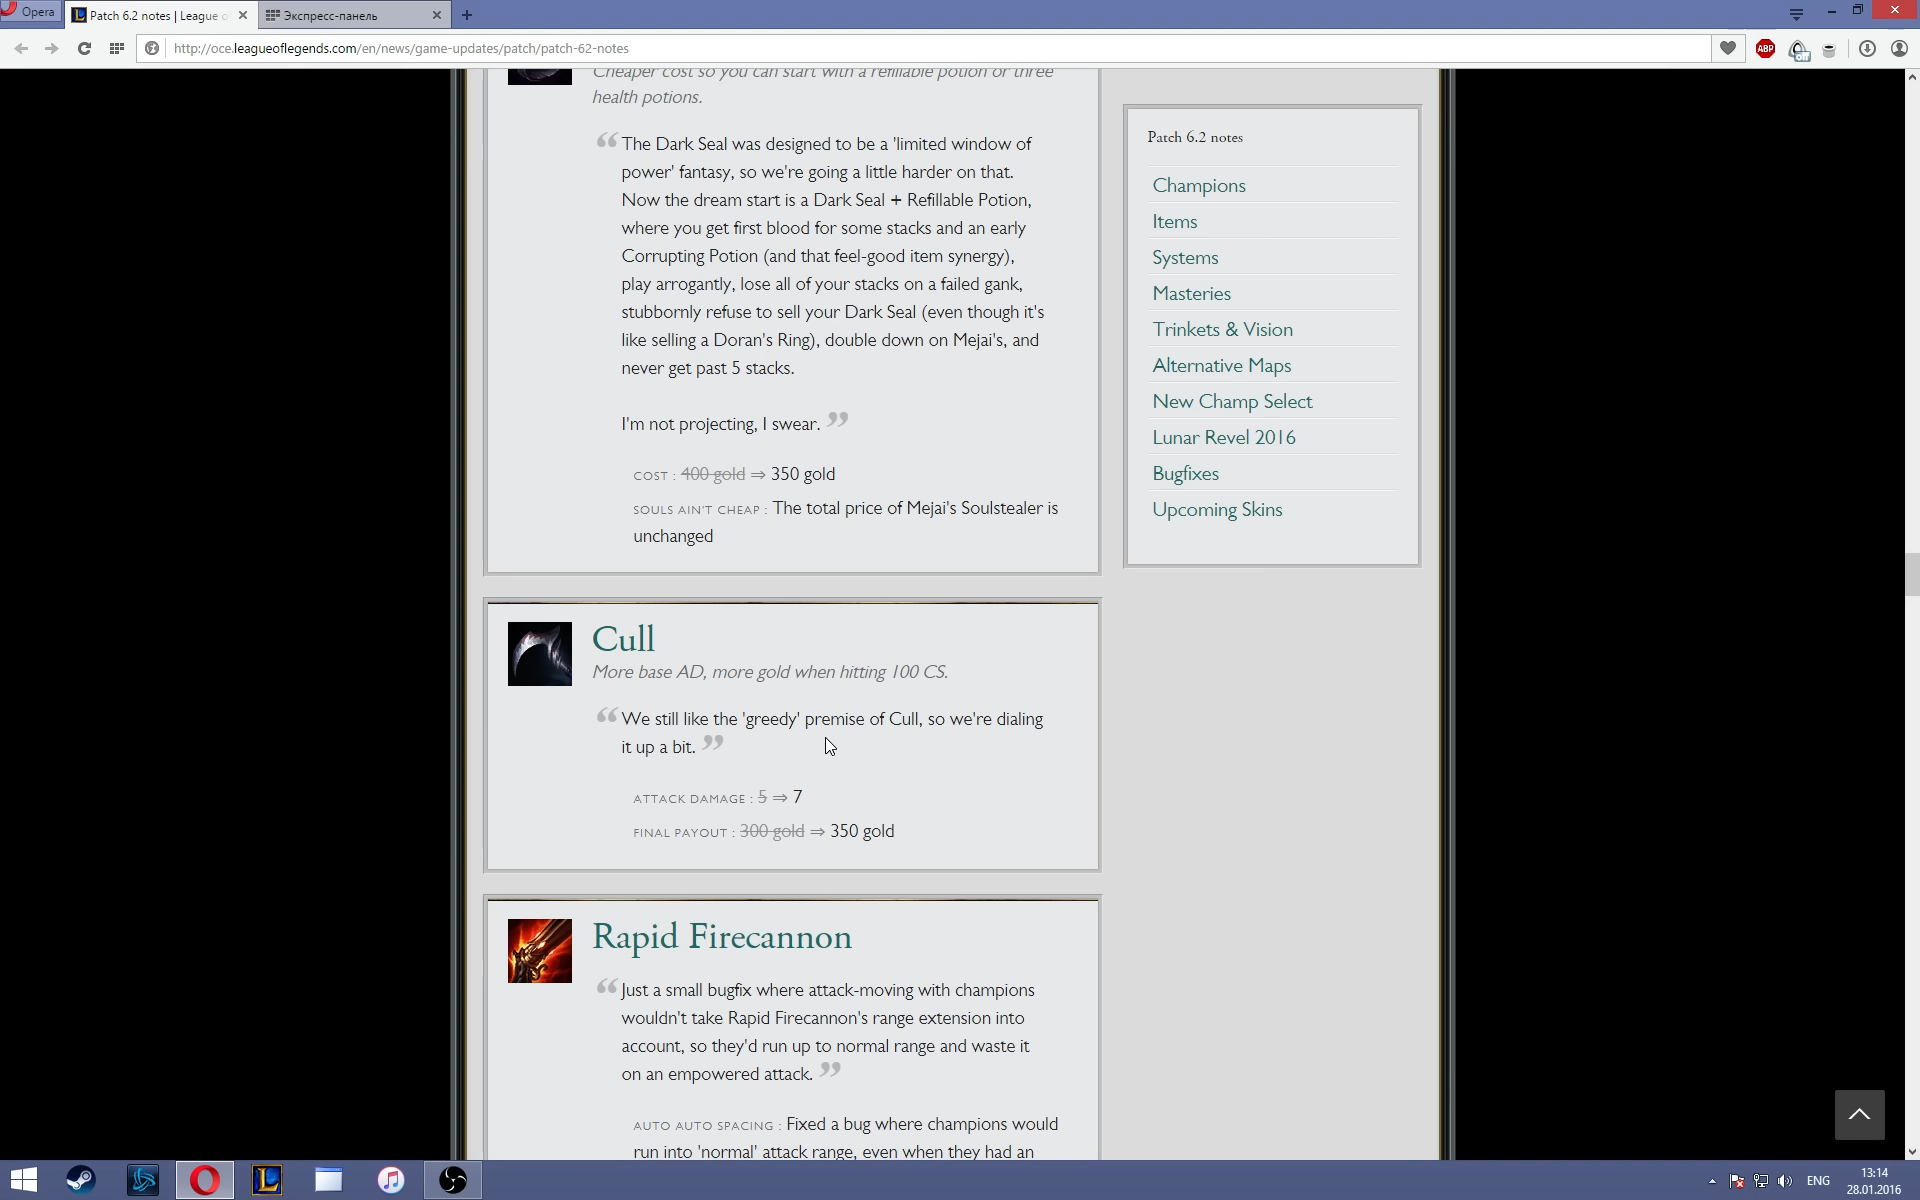 Opera
Patch 6.2 notes | League o
Экспресс-панель
http://oce.leagueoflegends.com/en/news/game-updates/patch/patch-62-notes
ABP
off
Cheaper cost so you can start with a refillable potion or three
health potions.
“The Dark Seal was designed to be a 'limited window of
power' fantasy, so we're going a little harder on that.
Now the dream start is a Dark Seal + Refillable Potion,
where you get first blood for some stacks and an early
Corrupting Potion (and that feel-good item synergy),
play arrogantly, lose all of your stacks on a failed gank,
stubbornly refuse to sell your Dark Seal (even though it's
like selling a Doran's Ring), double down on Mejai's, and
never get past 5 stacks.
I'm not projecting, I swear. ”
COST : 400 gold ⇒ 350 gold
SOULS AIN'T CHEAP : The total price of Mejai's Soulstealer is
unchanged
Cull
More base AD, more gold when hitting 100 CS.
“We still like the 'greedy' premise of Cull, so we're dialing
it up a bit. ”
ATTACK DAMAGE : 5 ⇒ 7
FINAL PAYOUT : 300 gold ⇒ 350 gold
Rapid Firecannon
“Just a small bugfix where attack-moving with champions
wouldn't take Rapid Firecannon's range extension into
account, so they'd run up to normal range and waste it
on an empowered attack. ”
AUTO AUTO SPACING : Fixed a bug where champions would
run into 'normal' attack range, even when they had an
Patch 6.2 notes
Champions
Items
Systems
Masteries
Trinkets & Vision
Alternative Maps
New Champ Select
Lunar Revel 2016
Bugfixes
Upcoming Skins
ENG
13:14
28.01.2016